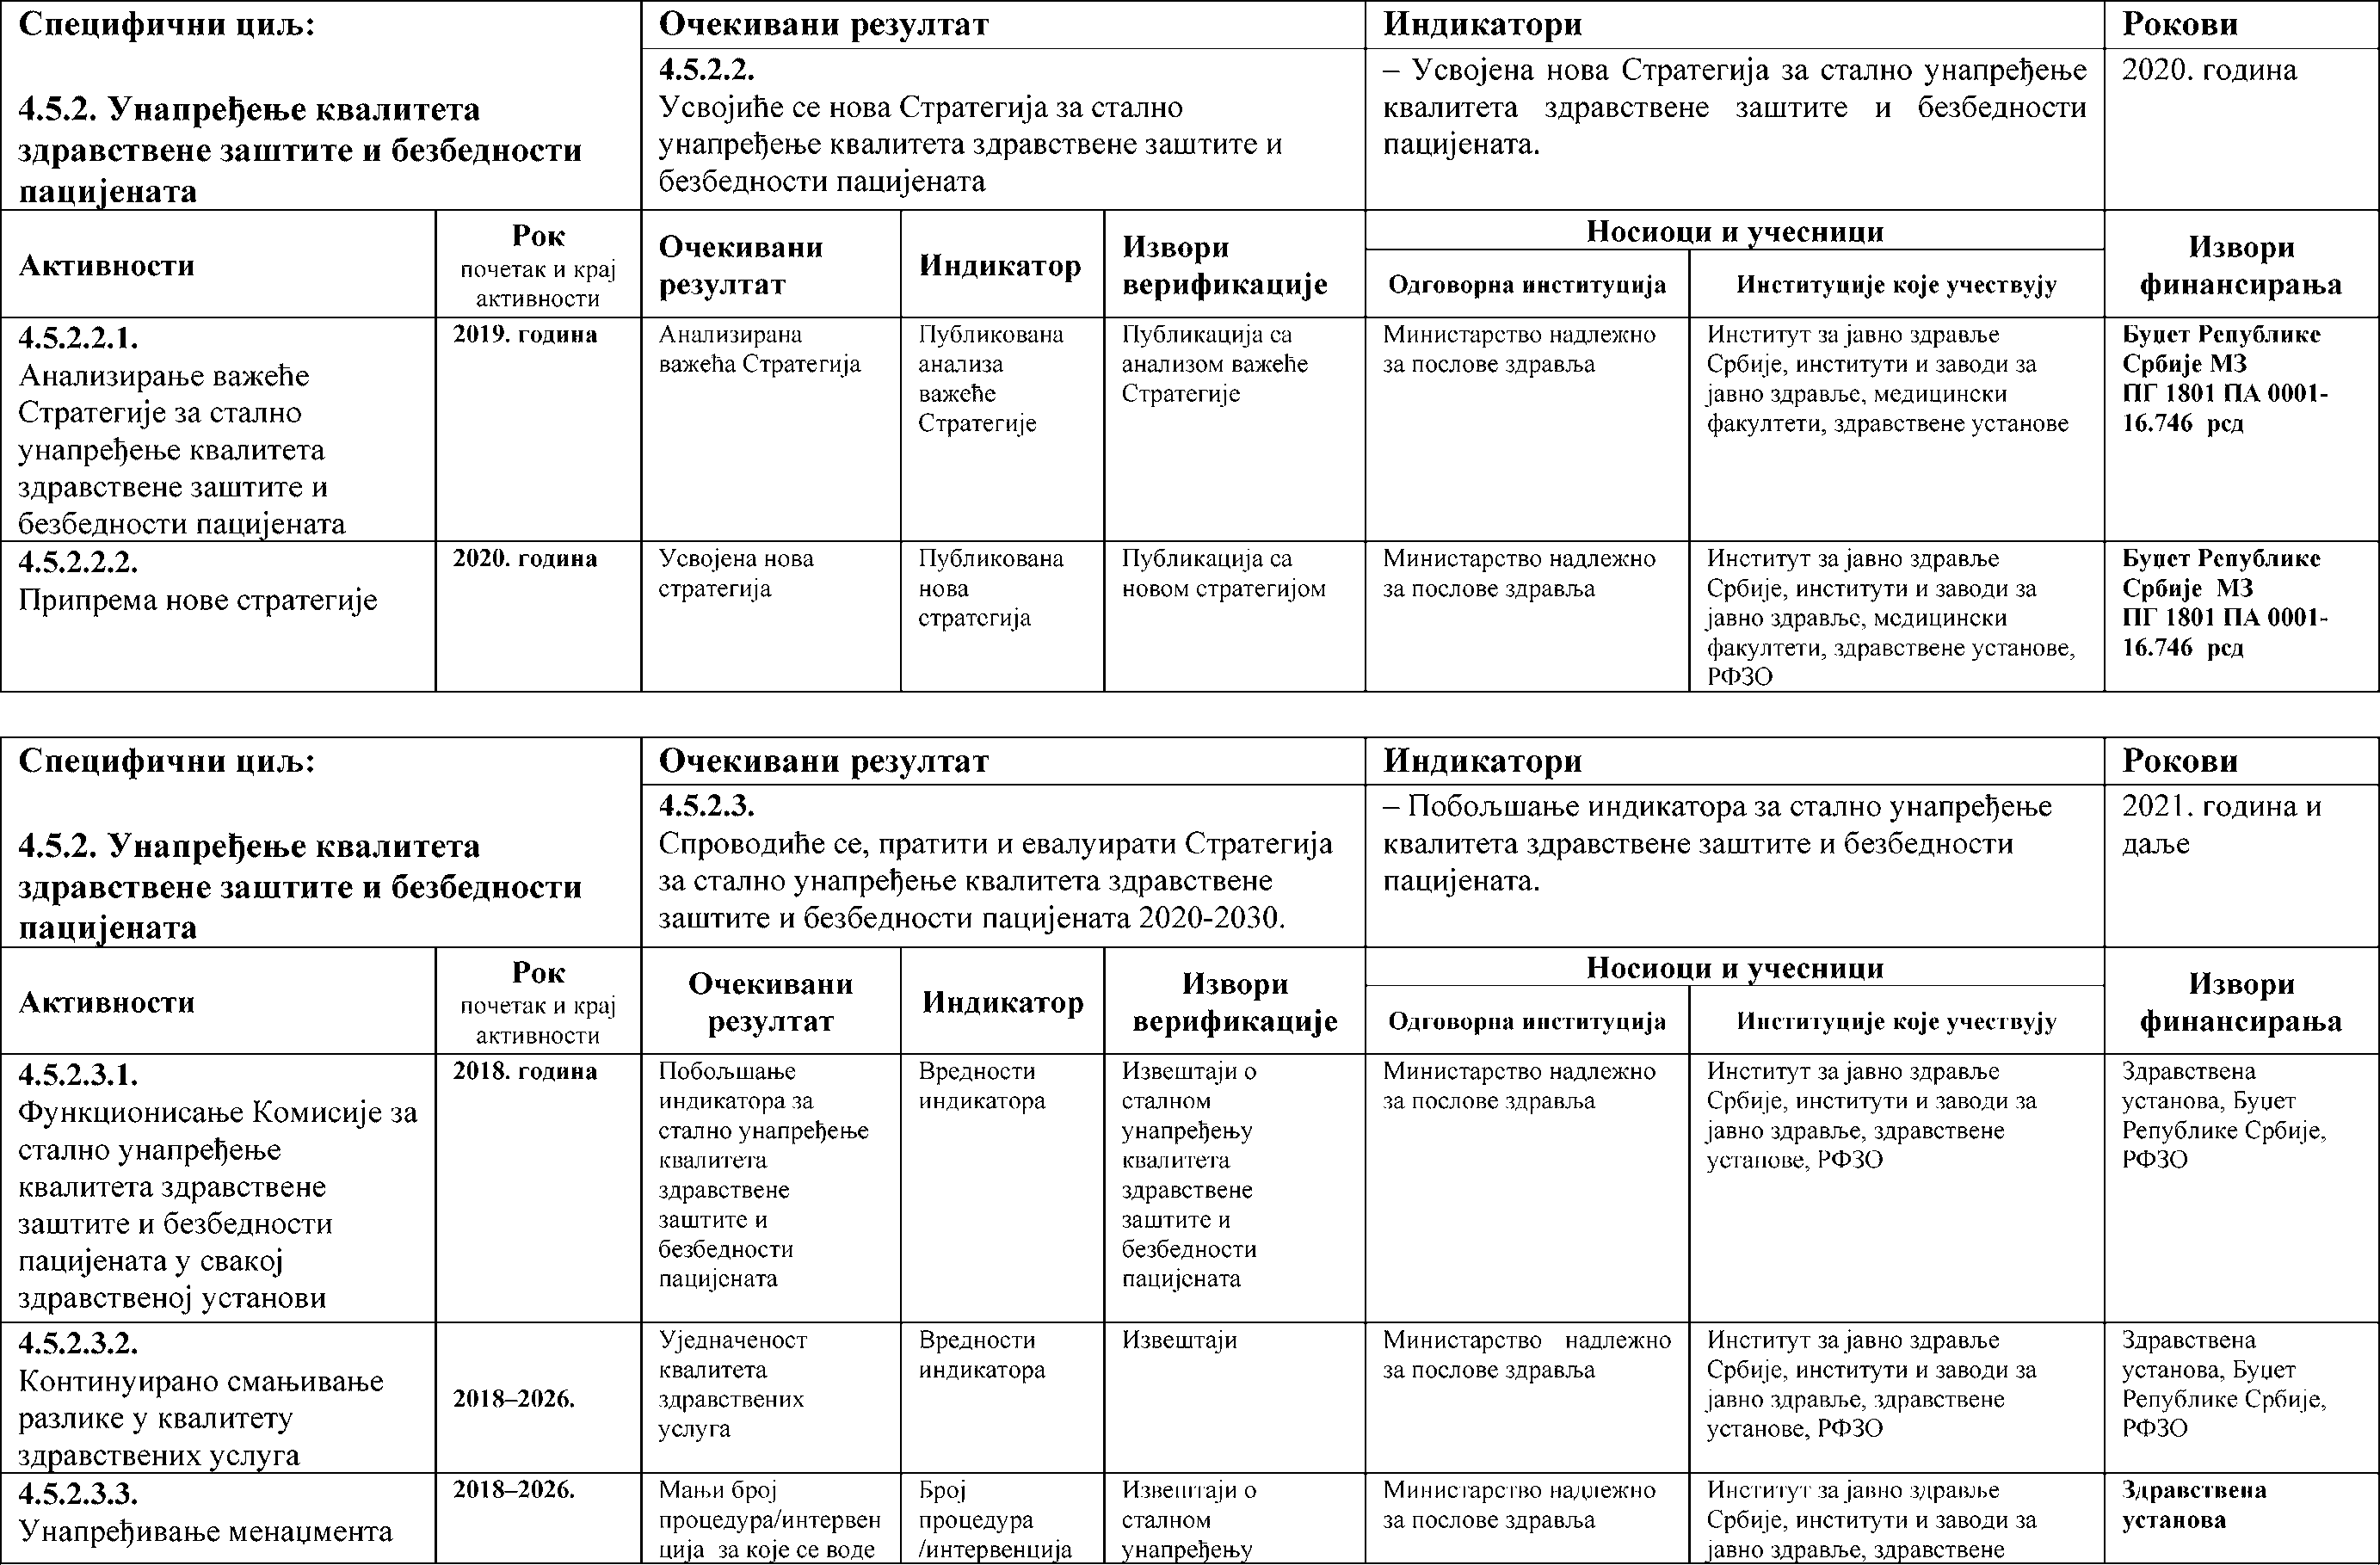 Специфични циљ:
4.5.2. Унапређење квалитета
здравствене заштите и безбедности
пацијената
Очекивани резултат
4.5.2.2.
Усвојиће се нова Стратегија за стално
унапређење квалитета здравствене заштите и
безбедности пацијената
Индикатори
– Усвојена нова Стратегија за стално унапређење
квалитета здравствене заштите и безбедности
пацијената.
Рокови
2020. година
Активности
Рок
почетак и крај
активности
Очекивани
резултат
Индикатор
Извори
верификације
Носиоци и учесници
Одговорна институција
Институције које учествују
Извори
финансирања
4.5.2.2.1.
Анализирање важеће
Стратегије за стално
унапређење квалитета
здравствене заштите и
безбедности пацијената
2019. година
Анализирана
важећа Стратегија
Публикована
анализа
важеће
Стратегије
Публикација са
анализом важеће
Стратегије
Министарство надлежно
за послове здравља
Институт за јавно здравље
Србије, институти и заводи за
јавно здравље, медицински
факултети, здравствене установе
Буџет Републике
Србије МЗ
ПГ 1801 ПА 0001-
16.746 рсд
4.5.2.2.2.
Припрема нове стратегије
2020. година
Усвојена нова
стратегија
Публикована
нова
стратегија
Публикација са
новом стратегијом
Министарство надлежно
за послове здравља
Институт за јавно здравље
Србије, институти и заводи за
јавно здравље, медицински
факултети, здравствене установе,
РФЗО
Буџет Републике
Србије МЗ
ПГ 1801 ПА 0001-
16.746 рсд
Специфични циљ:
4.5.2. Унапређење квалитета
здравствене заштите и безбедности
пацијената
Очекивани резултат
4.5.2.3.
Спроводиће се, пратити и евалуирати Стратегија
за стално унапређење квалитета здравствене
заштите и безбедности пацијената 2020-2030.
Индикатори
– Побољшање индикатора за стално унапређење
квалитета здравствене заштите и безбедности
пацијената.
Рокови
2021. година и
даље
Активности
Рок
почетак и крај
активности
Очекивани
резултат
Индикатор
Извори
верификације
Носиоци и учесници
Одговорна институција
Институције које учествују
Извори
финансирања
4.5.2.3.1.
Функционисање Комисије за
стално унапређење
квалитета здравствене
заштите и безбедности
пацијената у свакој
здравственој установи
2018. година
Побољшање
индикатора за
стално унапређење
квалитета
здравствене
заштите и
безбедности
пацијената
Вредности
индикатора
Извештаји о
сталном
унапређењу
квалитета
здравствене
заштите и
безбедности
пацијената
Министарство надлежно
за послове здравља
Институт за јавно здравље
Србије, институти и заводи за
јавно здравље, здравствене
установе, РФЗО
Здравствена
установа, Буџет
Републике Србије,
РФЗО
4.5.2.3.2.
Континуирано смањивање
разлике у квалитету
здравствених услуга
2018–2026.
Уједначеност
квалитета
здравствених
услуга
Вредности
индикатора
Извештаји
Министарство надлежно
за послове здравља
Институт за јавно здравље
Србије, институти и заводи за
јавно здравље, здравствене
установе, РФЗО
Здравствена
установа, Буџет
Републике Србије,
РФЗО
4.5.2.3.3.
Унапређивање менаџмента
2018–2026.
Мањи број
процедура/интервен
ција за које се воде
Број
процедура
/интервенција
Извештаји о
сталном
унапређењу
Министарство надлежно
за послове здравља
Институт за јавно здравље
Србије, институти и заводи за
јавно здравље, здравствене
Здравствена
установа